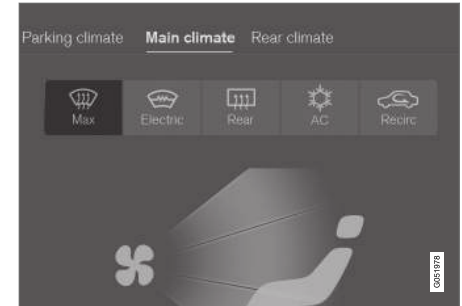 Parking climate Main climate Rear climate
Max Electric Rear AC Recirc
G051978